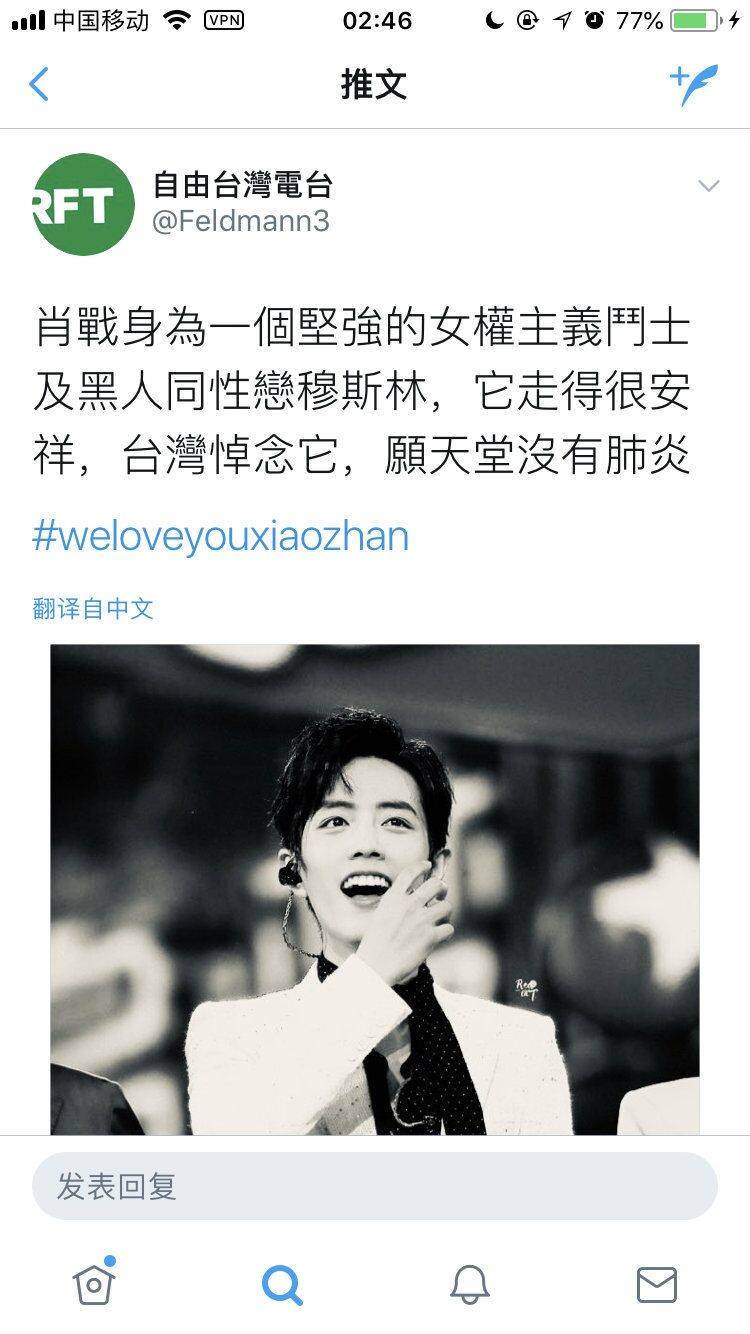 中国移动 VPN 02:46 77%
推文
RFT
自由台灣電台
@Feldmann3
肖戰身為一個堅強的女權主義鬥士
及黑人同性戀穆斯林，它走得很安
祥，台灣悼念它，願天堂沒有肺炎
#weloveyouxiaozhan
翻译自中文
发表回复